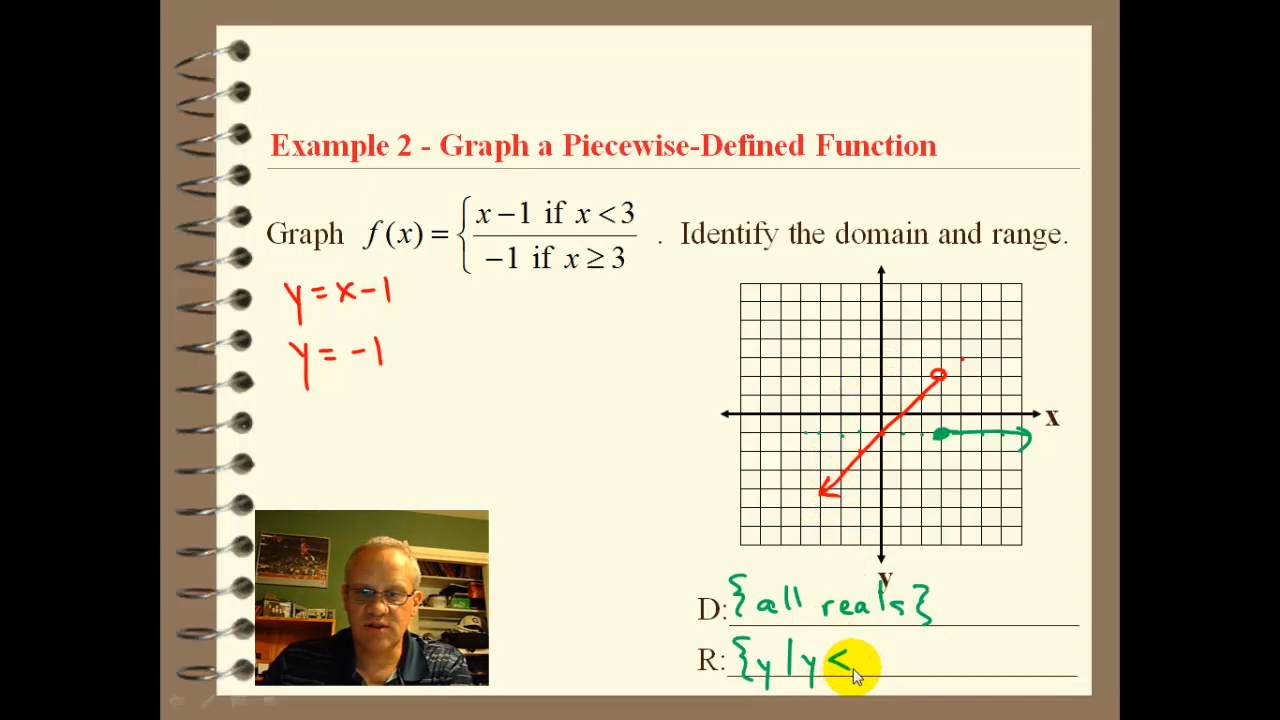 Example 2 - Graph a Piecewise-Defined Function
Graph f(x) = { x − 1 if x < 3
−1 if x ≥ 3 . Identify the domain and range.
y = x − 1
y = −1
x
y
D: {all reals}
R: {y | y <